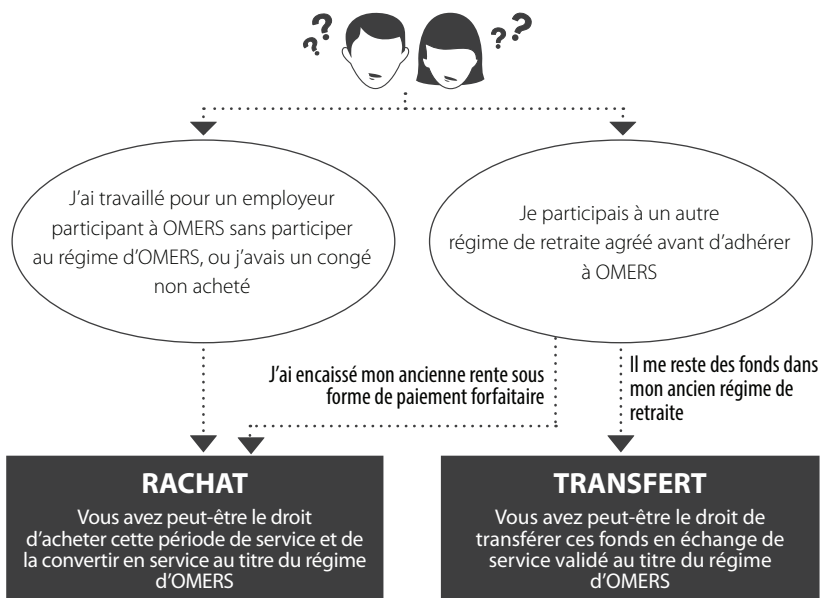 ? ? ? ?
J'ai travaillé pour un employeur
participant à OMERS sans participer
au régime d'OMERS, ou j'avais un congé
non acheté
Je participais à un autre
régime de retraite agréé avant d'adhérer
à OMERS
J'ai encaissé mon ancienne rente sous
forme de paiement forfaitaire
Il me reste des fonds dans
mon ancien régime de
retraite
RACHAT
Vous avez peut-être le droit
d'acheter cette période de service et de
la convertir en service au titre du régime
d'OMERS
TRANSFERT
Vous avez peut-être le droit de
transférer ces fonds en échange de
service validé au titre du régime
d'OMERS